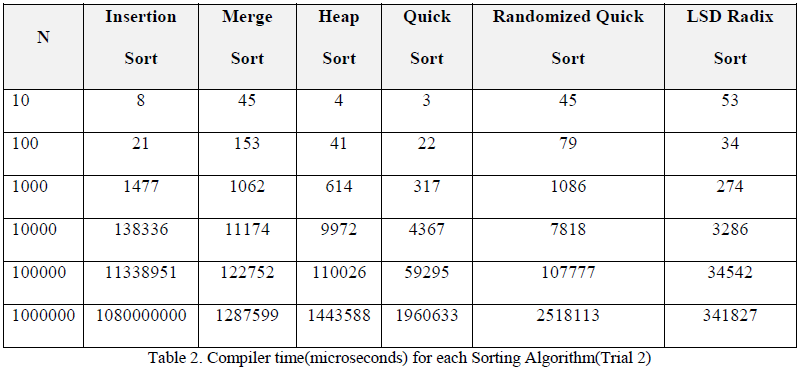 N Insertion Sort Merge Sort Heap Sort Quick Sort Randomized Quick Sort LSD Radix Sort
10 8 45 4 3 45 53
100 21 153 41 22 79 34
1000 1477 1062 614 317 1086 274
10000 138336 11174 9972 4367 7818 3286
100000 11338951 122752 110026 59295 107777 34542
1000000 1080000000 1287599 1443588 1960633 2518113 341827
Table 2. Compiler time(microseconds) for each Sorting Algorithm(Trial 2)